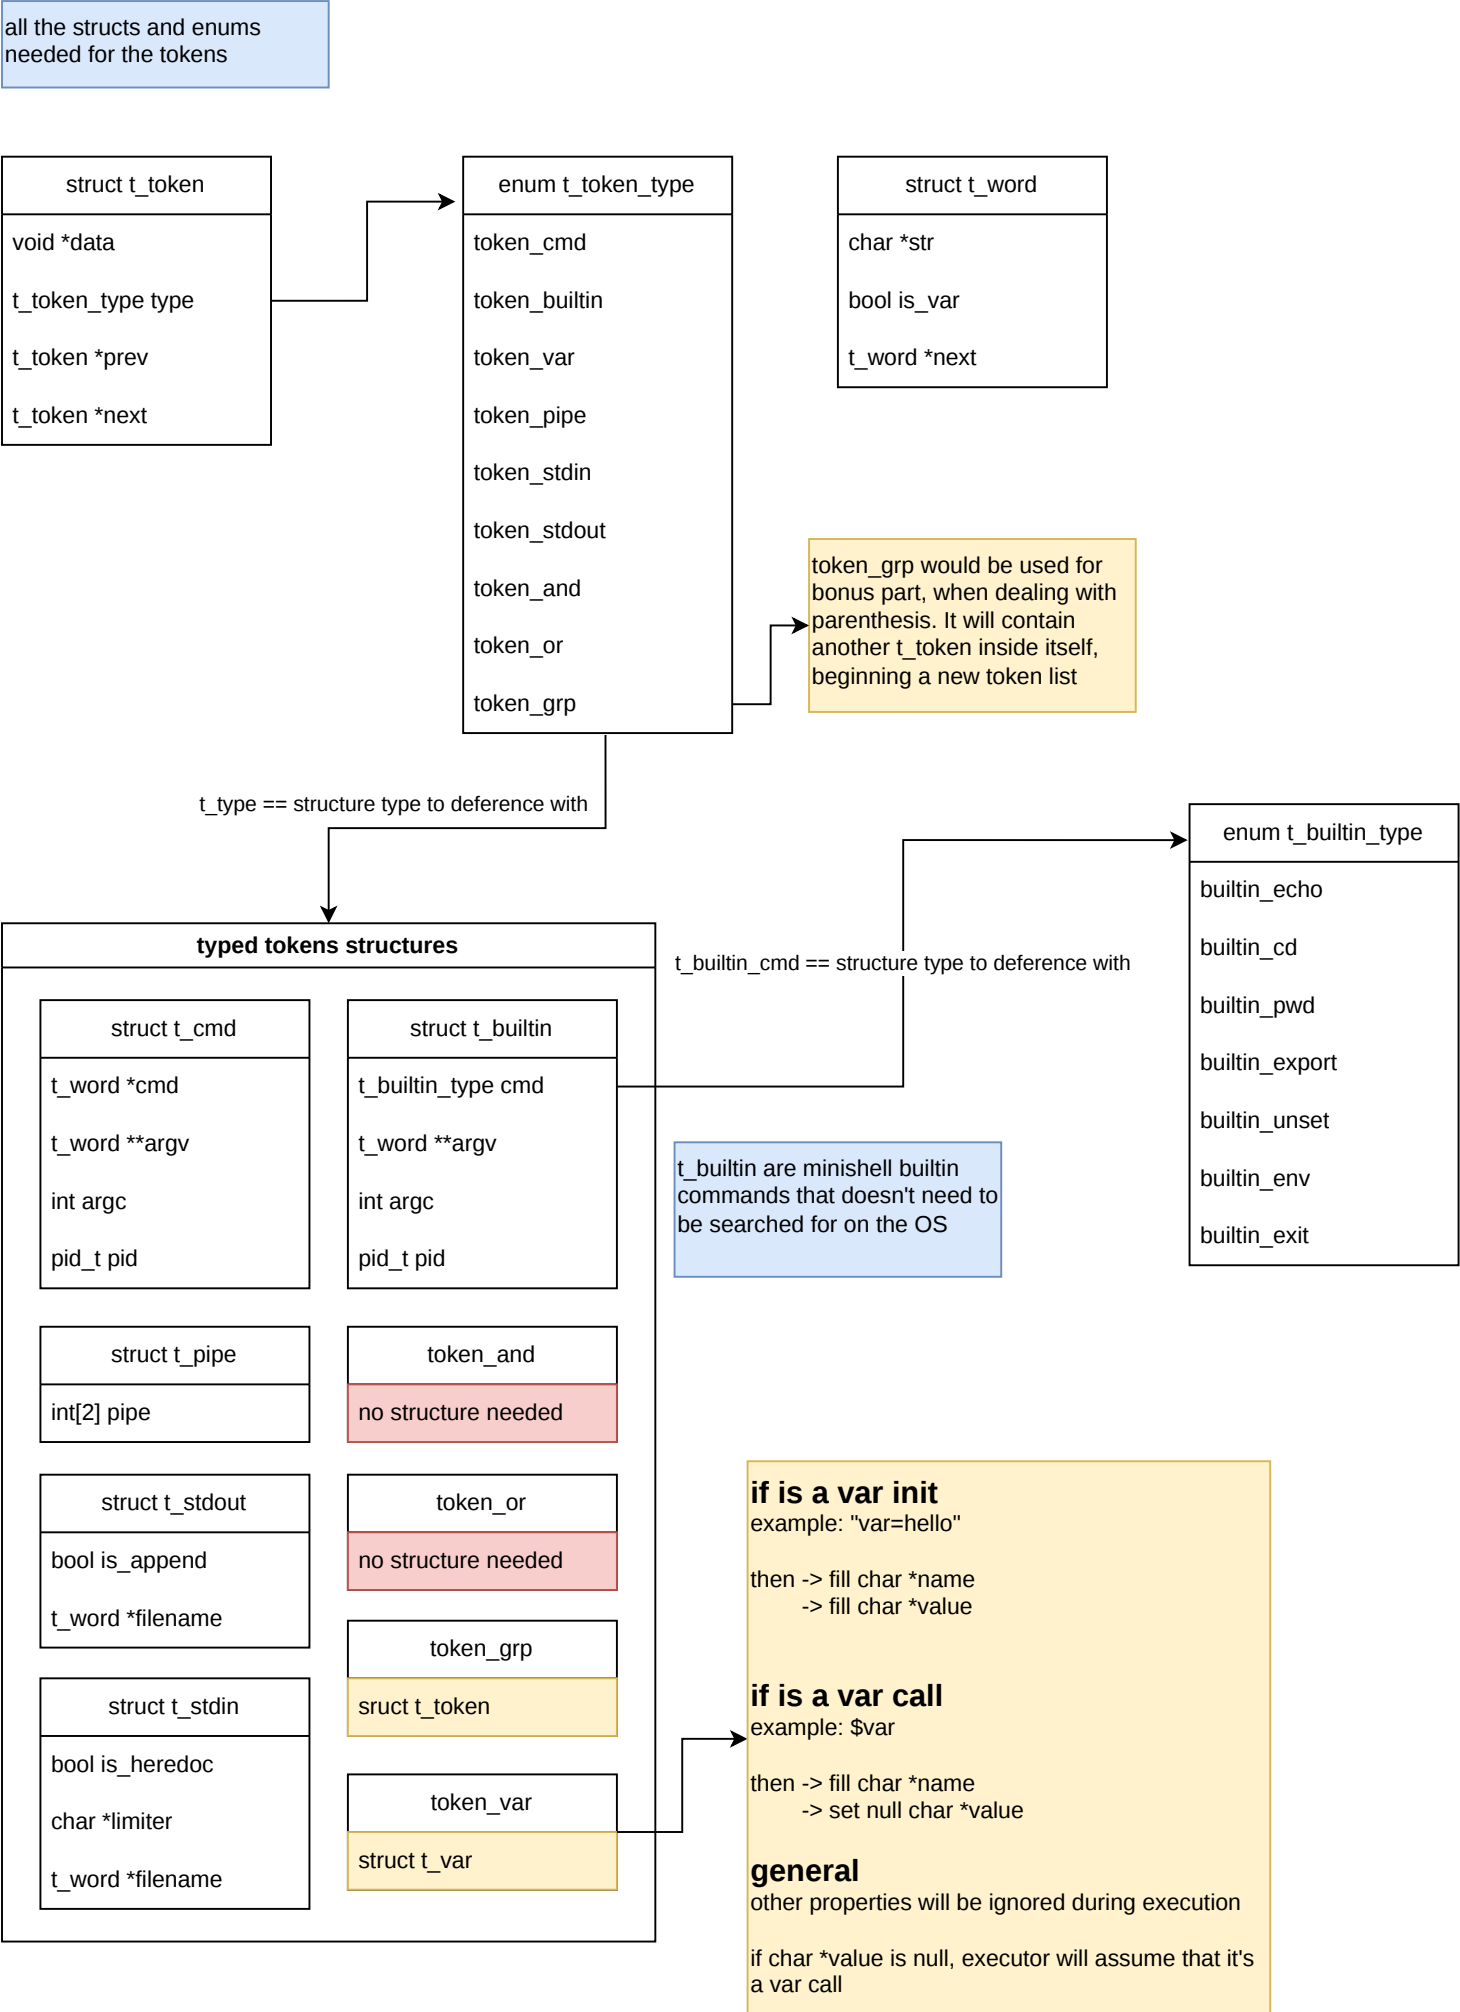 all the structs and enums
needed for the tokens
struct t_token
void *data
t_token_type type
t_token *prev
t_token *next
enum t_token_type
token_cmd
token_builtin
token_var
token_pipe
token_stdin
token_stdout
token_and
token_or
token_grp
struct t_word
char *str
bool is_var
t_word *next
token_grp would be used for
bonus part, when dealing with
parenthesis. It will contain
another t_token inside itself,
beginning a new token list
t_type == structure type to deference with
enum t_builtin_type
builtin_echo
builtin_cd
builtin_pwd
builtin_export
builtin_unset
builtin_env
builtin_exit
typed tokens structures
t_builtin_cmd == structure type to deference with
struct t_cmd
t_word *cmd
t_word **argv
int argc
pid_t pid
struct t_builtin
t_builtin_type cmd
t_word **argv
int argc
pid_t pid
t_builtin are minishell builtin
commands that doesn't need to
be searched for on the OS
struct t_pipe
int[2] pipe
token_and
no structure needed
struct t_stdout
bool is_append
t_word *filename
token_or
no structure needed
token_grp
sruct t_token
struct t_stdin
bool is_heredoc
char *limiter
t_word *filename
token_var
struct t_var
if is a var init
example: "var=hello"
then -> fill char *name
-> fill char *value
if is a var call
example: $var
then -> fill char *name
-> set null char *value
general
other properties will be ignored during execution
if char *value is null, executor will assume that it's
a var call